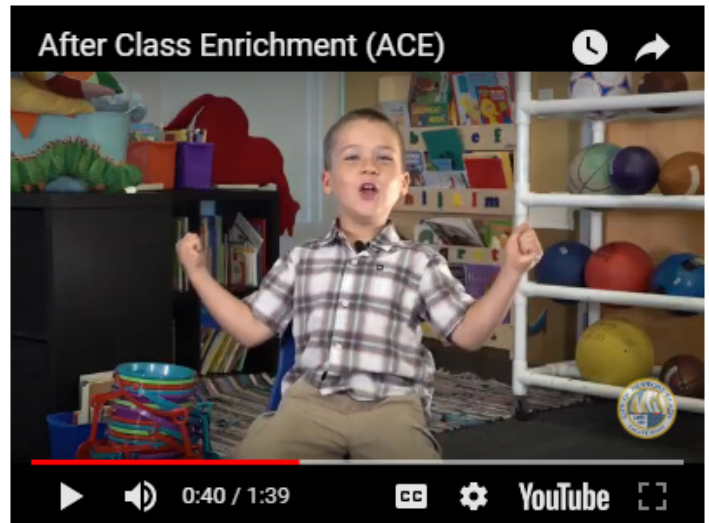 After Class Enrichment (ACE)
b e f
i l m
r t
0:40 / 1:39
CC
YouTube